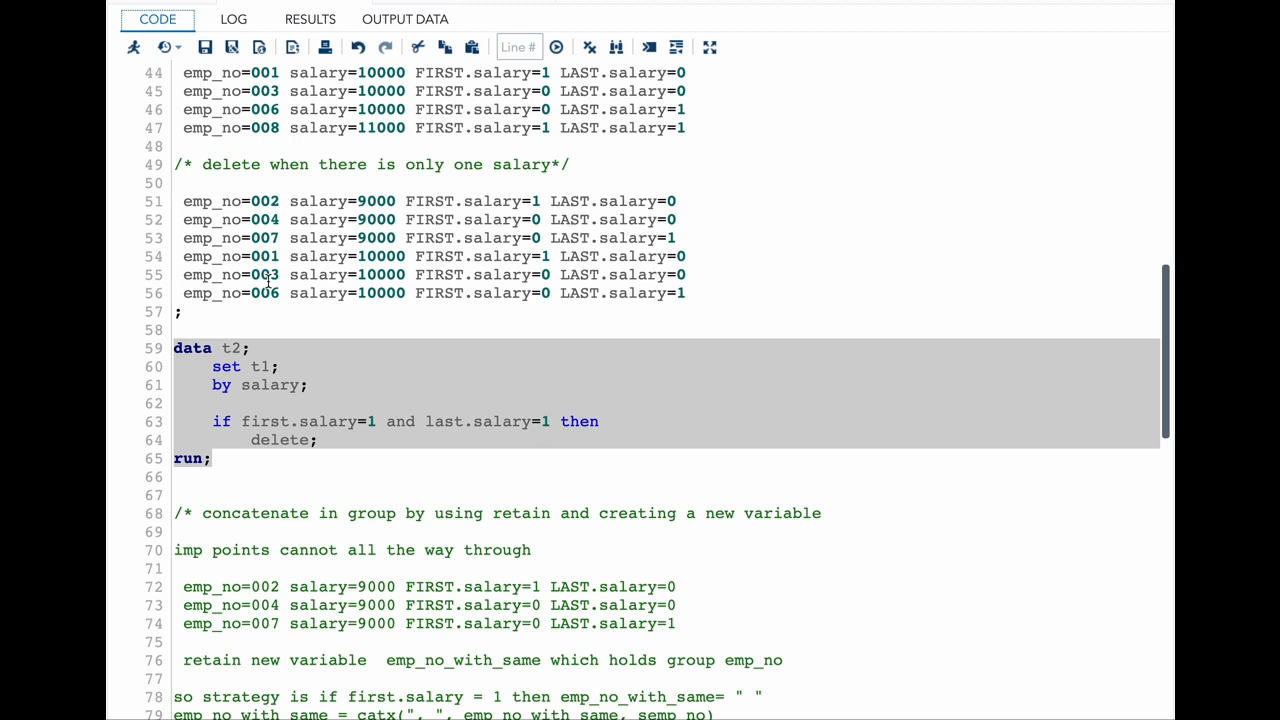 CODE LOG RESULTS OUTPUT DATA
Line #
44 emp_no=001 salary=10000 FIRST.salary=1 LAST.salary=0
45 emp_no=003 salary=10000 FIRST.salary=0 LAST.salary=0
46 emp_no=006 salary=10000 FIRST.salary=0 LAST.salary=1
47 emp_no=008 salary=11000 FIRST.salary=1 LAST.salary=1
48
49 /* delete when there is only one salary*/
50
51 emp_no=002 salary=9000 FIRST.salary=1 LAST.salary=0
52 emp_no=004 salary=9000 FIRST.salary=0 LAST.salary=0
53 emp_no=007 salary=9000 FIRST.salary=0 LAST.salary=1
54 emp_no=001 salary=10000 FIRST.salary=1 LAST.salary=0
55 emp_no=003 salary=10000 FIRST.salary=0 LAST.salary=0
56 emp_no=006 salary=10000 FIRST.salary=0 LAST.salary=1
57 ;
58
59 data t2;
60 set t1;
61 by salary;
62
63 if first.salary=1 and last.salary=1 then
64 delete;
65 run;
66
67
68 /* concatenate in group by using retain and creating a new variable
69
70 imp points cannot all the way through
71
72 emp_no=002 salary=9000 FIRST.salary=1 LAST.salary=0
73 emp_no=004 salary=9000 FIRST.salary=0 LAST.salary=0
74 emp_no=007 salary=9000 FIRST.salary=0 LAST.salary=1
75
76 retain new variable  emp_no_with_same which holds group emp_no
77
78 so strategy is if first.salary = 1 then emp_no_with_same= " "
79 emp_no_with_same = catx(", ", emp_no_with_same, semp_no)